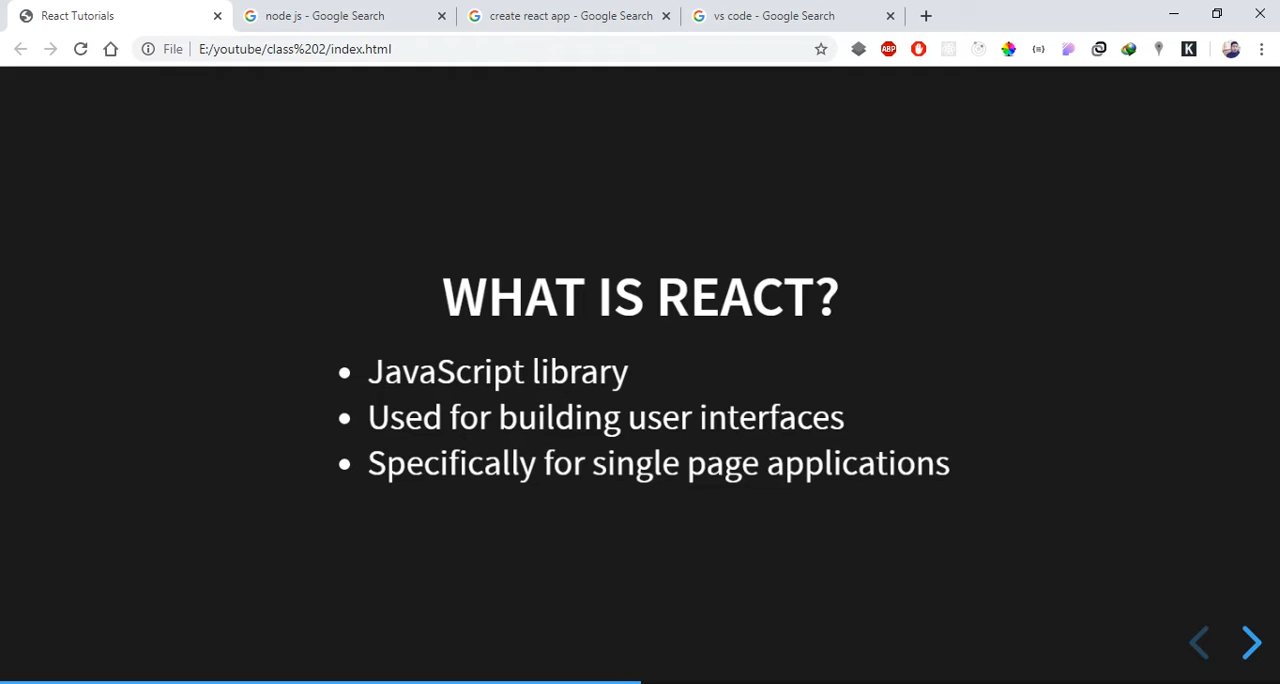 React Tutorials
node js - Google Search
create react app - Google Search
vs code - Google Search
File
E:/youtube/class%202/index.html
ABP
{≡}
K
WHAT IS REACT?
• JavaScript library
• Used for building user interfaces
• Specifically for single page applications